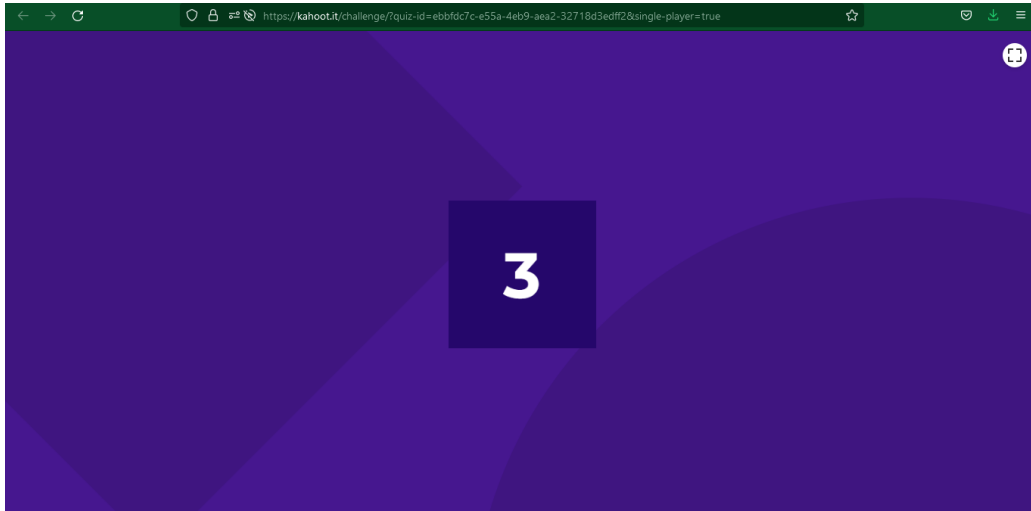 https://kahoot.it/challenge/?quiz-id=ebbfdc7c-e55a-4eb9-aea2-32718d3edff2&single-player=true
3